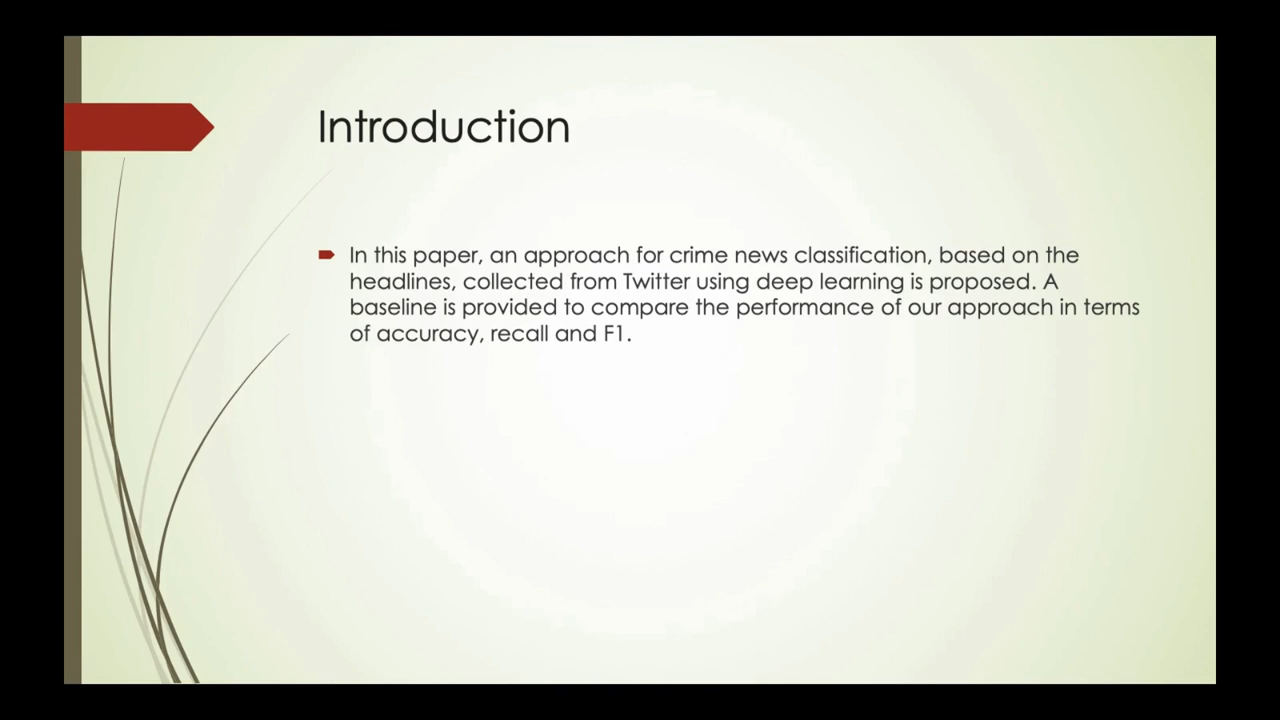 Introduction
In this paper, an approach for crime news classification, based on the
headlines, collected from Twitter using deep learning is proposed. A
baseline is provided to compare the performance of our approach in terms
of accuracy, recall and F1.